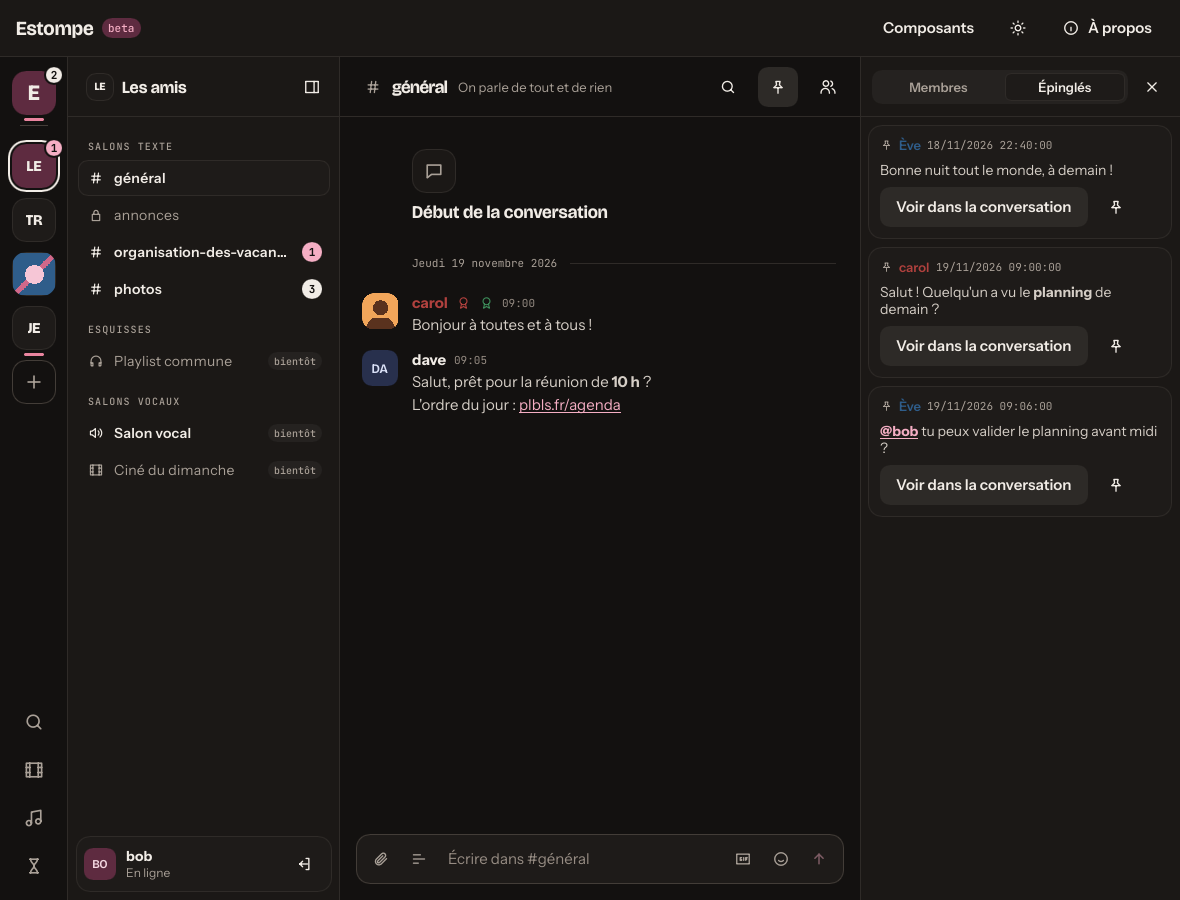 Estompe beta
Composants
À propos
E
2
LE
1
TR
JE
LE Les amis
SALONS TEXTE
# général
annonces
# organisation-des-vacan... 1
# photos 3
ESQUISSES
Playlist commune bientôt
SALONS VOCAUX
Salon vocal bientôt
Ciné du dimanche bientôt
BO
bob
En ligne
# général On parle de tout et de rien
Début de la conversation
Jeudi 19 novembre 2026
carol 09:00
Bonjour à toutes et à tous !
DA
dave 09:05
Salut, prêt pour la réunion de 10 h ?
L'ordre du jour : plbls.fr/agenda
Écrire dans #général
GIF
Membres Épinglés
Ève 18/11/2026 22:40:00
Bonne nuit tout le monde, à demain !
Voir dans la conversation
carol 19/11/2026 09:00:00
Salut ! Quelqu'un a vu le planning de
demain ?
Voir dans la conversation
Ève 19/11/2026 09:06:00
@bob tu peux valider le planning avant midi
?
Voir dans la conversation